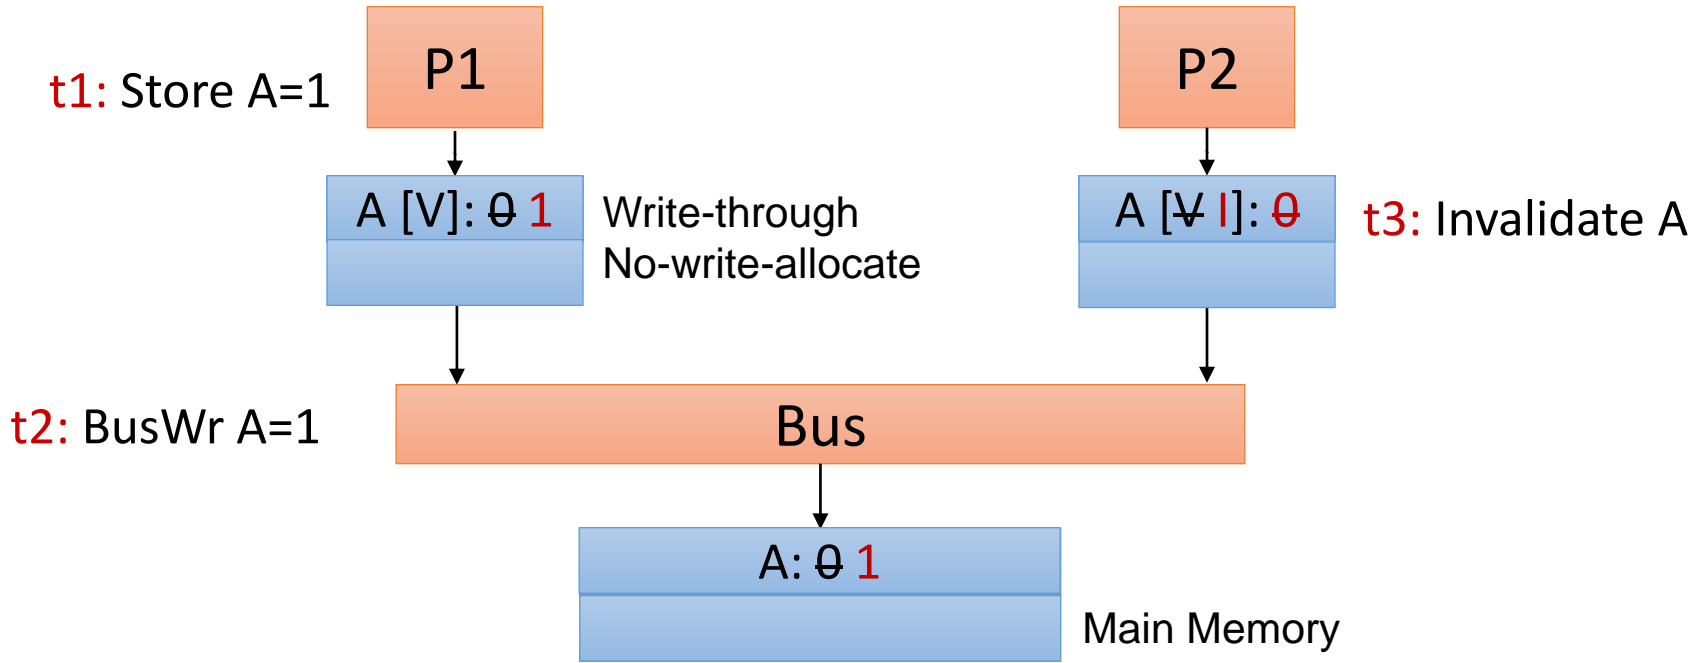 P1
P2
t1: Store A=1
A [V]: 0 1
Write-through
No-write-allocate
A [V I]: 0
t3: Invalidate A
t2: BusWr A=1
Bus
A: 0 1
Main Memory